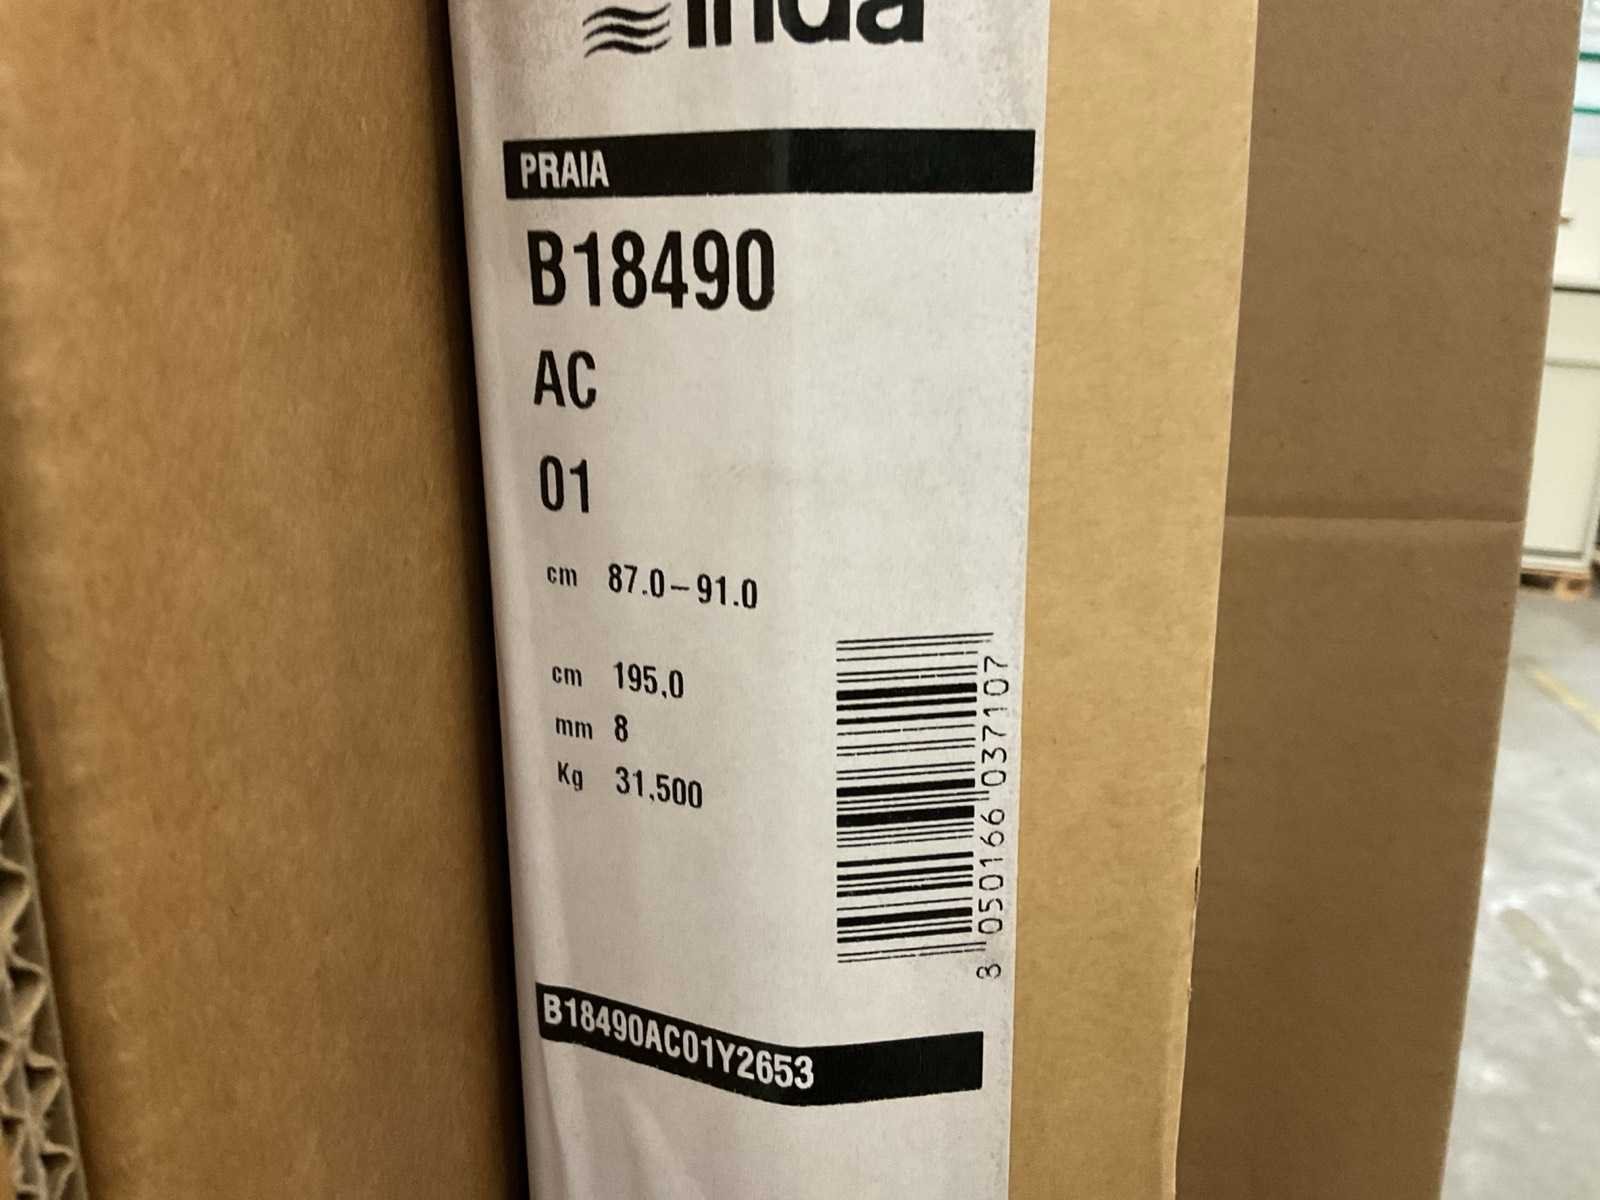 inda
PRAIA
B18490
AC
01
cm 87.0–91.0
cm 195,0
mm 8
Kg 31,500
3 050166 037107
B18490AC01Y2653